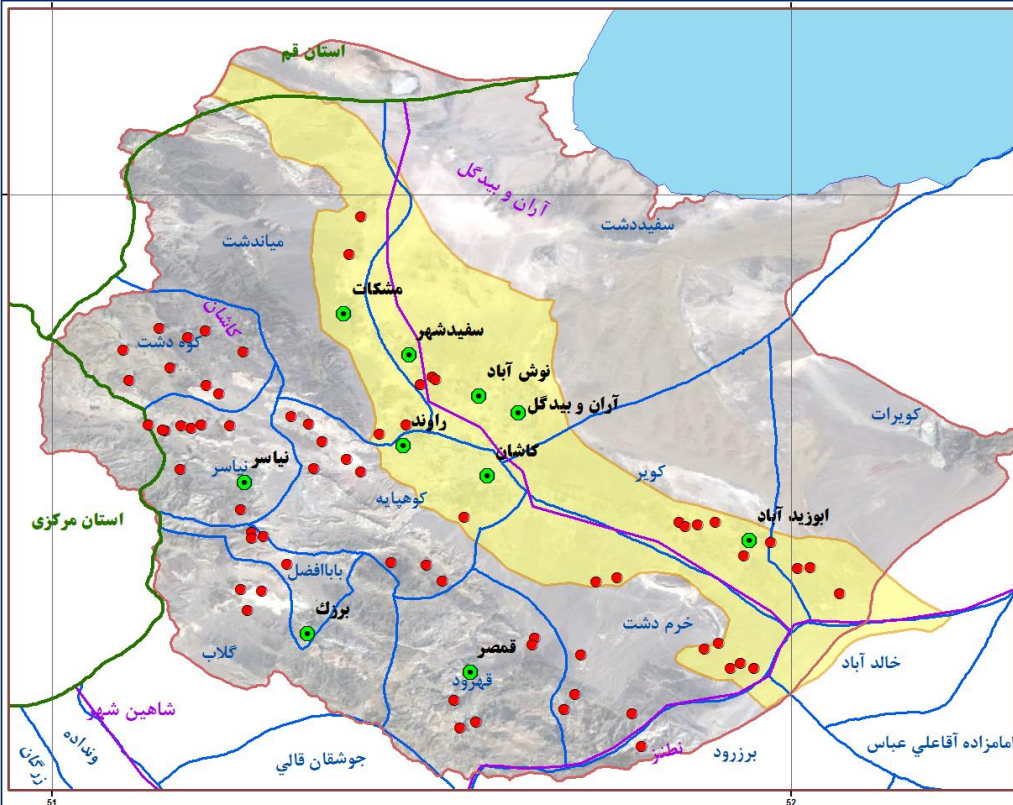 استان قم
آران و بیدگل
سفیددشت
میاندشت
مشکات
کاشان
سفیدشهر
کوه دشت
نوش آباد
آران و بیدگل
کویرات
راوند
کاشان
نیاسر
نیاسر
کویر
کوهپایه
استان مرکزی
ابوزید آباد
باباافضل
برزك
خرم دشت
گلاب
قمصر
قهرود
خالد آباد
شاهین شهر
ونداده
زرگان
جوشقان قالي
نطنز
برزرود
امامزاده آقاعلي عباس
51
52